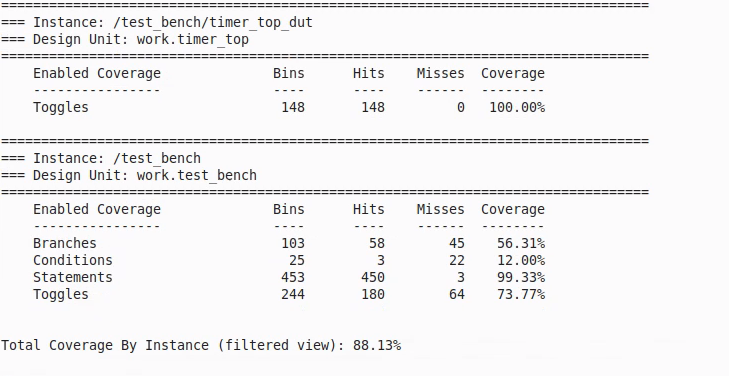 =================================================================================
=== Instance: /test_bench/timer_top_dut
=== Design Unit: work.timer_top
=================================================================================
    Enabled Coverage              Bins      Hits    Misses  Coverage
    ----------------              ----      ----    ------  --------
    Toggles                        148       148         0   100.00%

=================================================================================
=== Instance: /test_bench
=== Design Unit: work.test_bench
=================================================================================
    Enabled Coverage              Bins      Hits    Misses  Coverage
    ----------------              ----      ----    ------  --------
    Branches                       103        58        45    56.31%
    Conditions                      25         3        22    12.00%
    Statements                     453       450         3    99.33%
    Toggles                        244       180        64    73.77%


Total Coverage By Instance (filtered view): 88.13%